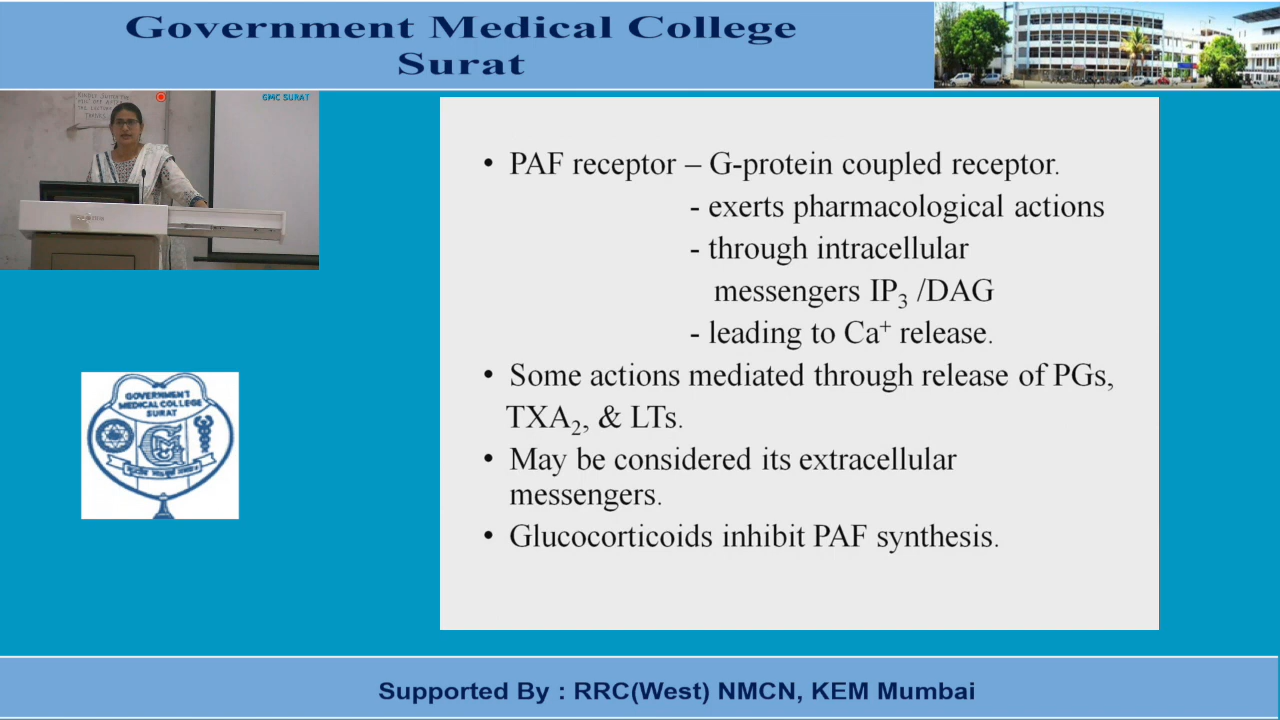 Government Medical College
Surat
GMC SURAT
• PAF receptor – G-protein coupled receptor.
- exerts pharmacological actions
- through intracellular
messengers IP₃ /DAG
- leading to Ca⁺ release.
• Some actions mediated through release of PGs,
TXA₂, & LTs.
• May be considered its extracellular
messengers.
• Glucocorticoids inhibit PAF synthesis.
GOVERNMENT
MEDICAL COLLEGE
SURAT
Supported By : RRC(West) NMCN, KEM Mumbai